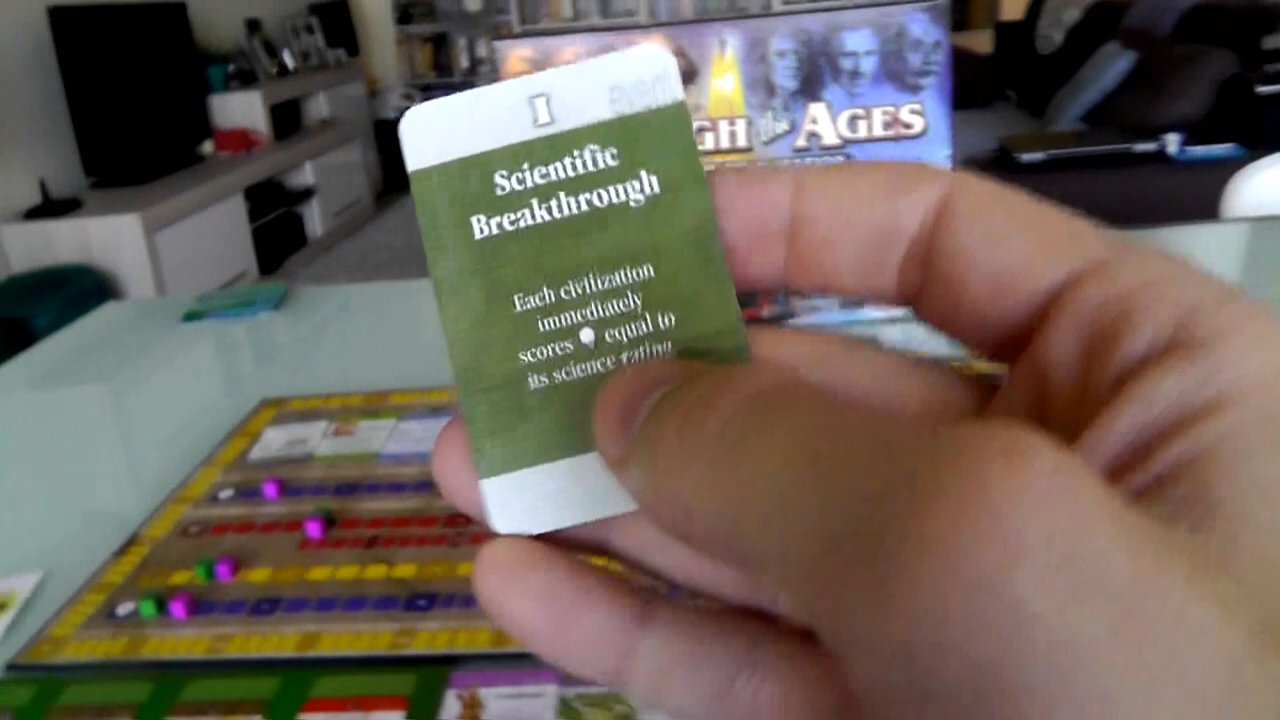 I
Scientific
Breakthrough
Each civilization
immediately
scores equal to
its science rating
GH the AGES